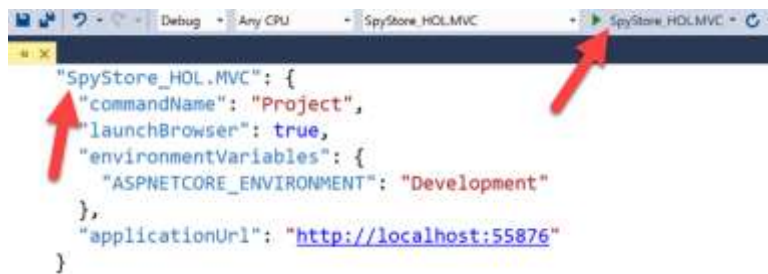 Debug Any CPU SpyStore_HOL.MVC SpyStore_HOL.MVC
"SpyStore_HOL.MVC": {
"commandName": "Project",
"launchBrowser": true,
"environmentVariables": {
"ASPNETCORE_ENVIRONMENT": "Development"
},
"applicationUrl": "http://localhost:55876"
}